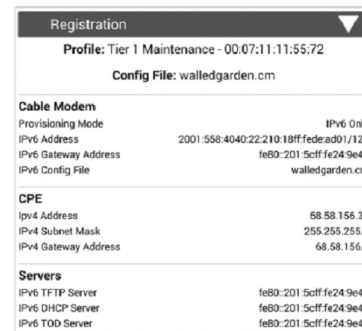 Registration
Profile: Tier 1 Maintenance - 00:07:11:11:55:72
Config File: walledgarden.cm
Cable Modem
Provisioning Mode IPv6 Onl
IPv6 Address 2001:558:4040:22:210:18ff:fede:ad01/12
IPv6 Gateway Address fe80::201:5cff:fe24:9e4
IPv6 Config File walledgarden.cr
CPE
Ipv4 Address 68.58.156.3
IPv4 Subnet Mask 255.255.255.
IPv4 Gateway Address 68.58.156.
Servers
IPv6 TFTP Server fe80::201:5cff:fe24:9e4
IPv6 DHCP Server fe80::201:5cff:fe24:9e4
IPv6 TOD Server fe80::201:5cff:fe24:9e4